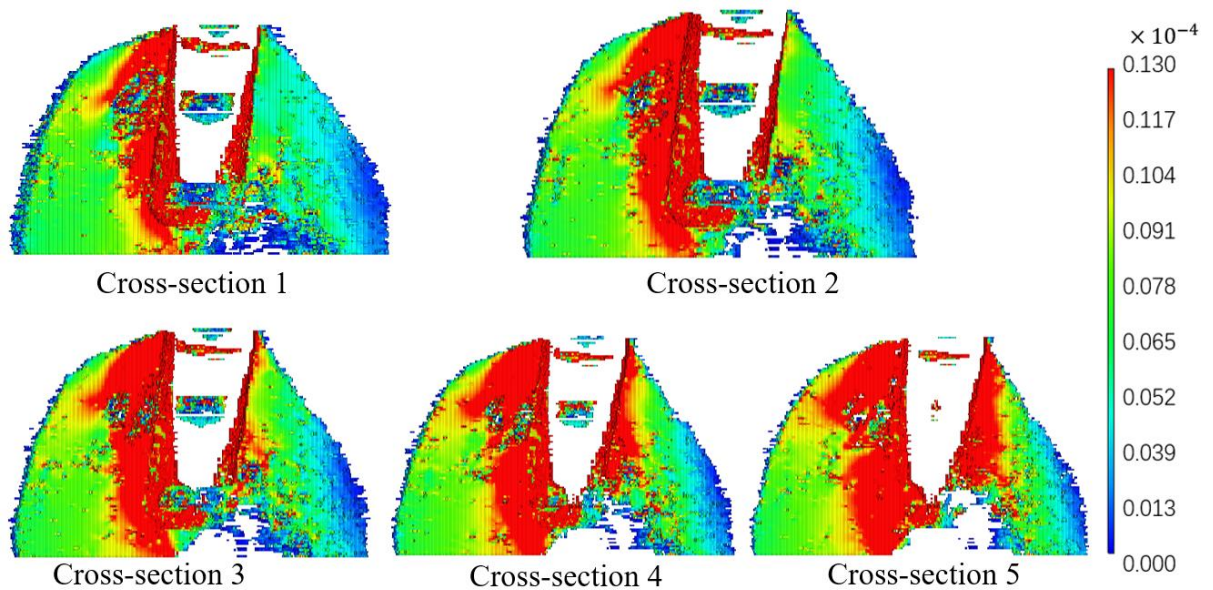 × 10⁻⁴
0.130
0.117
0.104
0.091
0.078
0.065
0.052
0.039
0.013
0.000
Cross-section 1
Cross-section 2
Cross-section 3
Cross-section 4
Cross-section 5